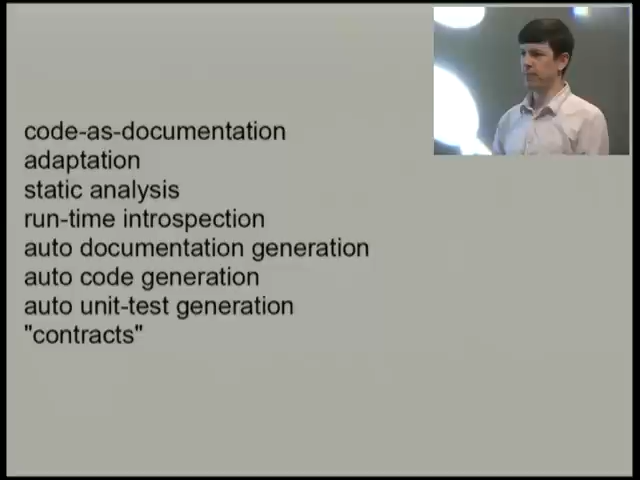 code-as-documentation
adaptation
static analysis
run-time introspection
auto documentation generation
auto code generation
auto unit-test generation
"contracts"